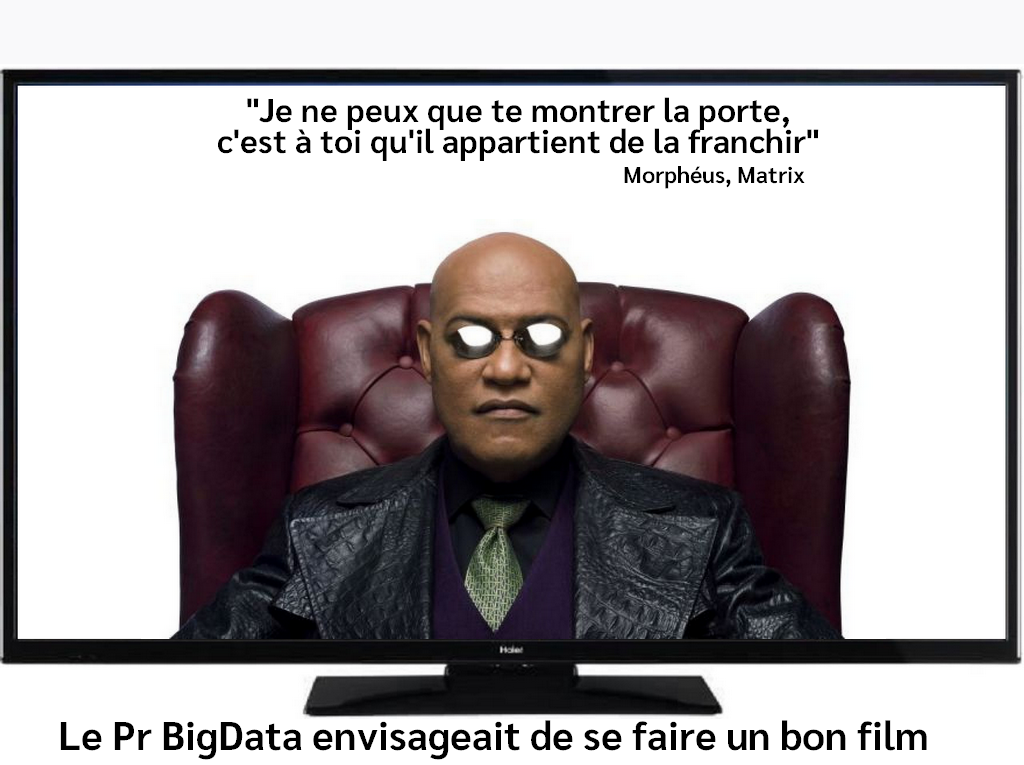 "Je ne peux que te montrer la porte,
c'est à toi qu'il appartient de la franchir"
Morphéus, Matrix
Haier
Le Pr BigData envisageait de se faire un bon film